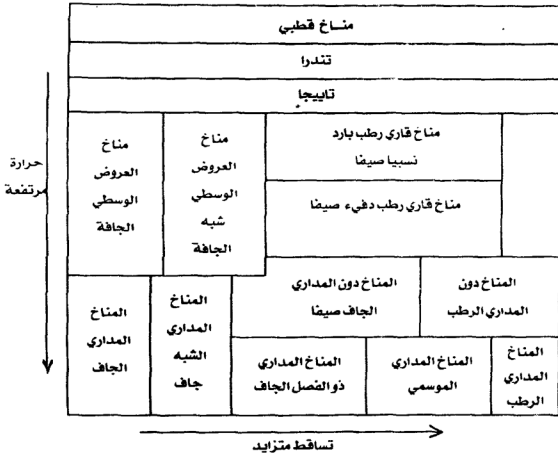 مناخ قطبي
تندرا
تاييجا
حرارة
مرتفعة
مناخ
العروض
الوسطي
الجافة
مناخ
العروض
الوسطي
شبه
الجافة
مناخ قاري رطب بارد
نسبيا صيفا
مناخ قاري رطب دفيء صيفا
المناخ
المداري
الجاف
المناخ
المداري
الشبه
جاف
المناخ دون المداري
الجاف صيفا
المناخ دون
المداري الرطب
المناخ المداري
ذو الفصل الجاف
المناخ المداري
الموسمي
المناخ
المداري
الرطب
تساقط متزايد